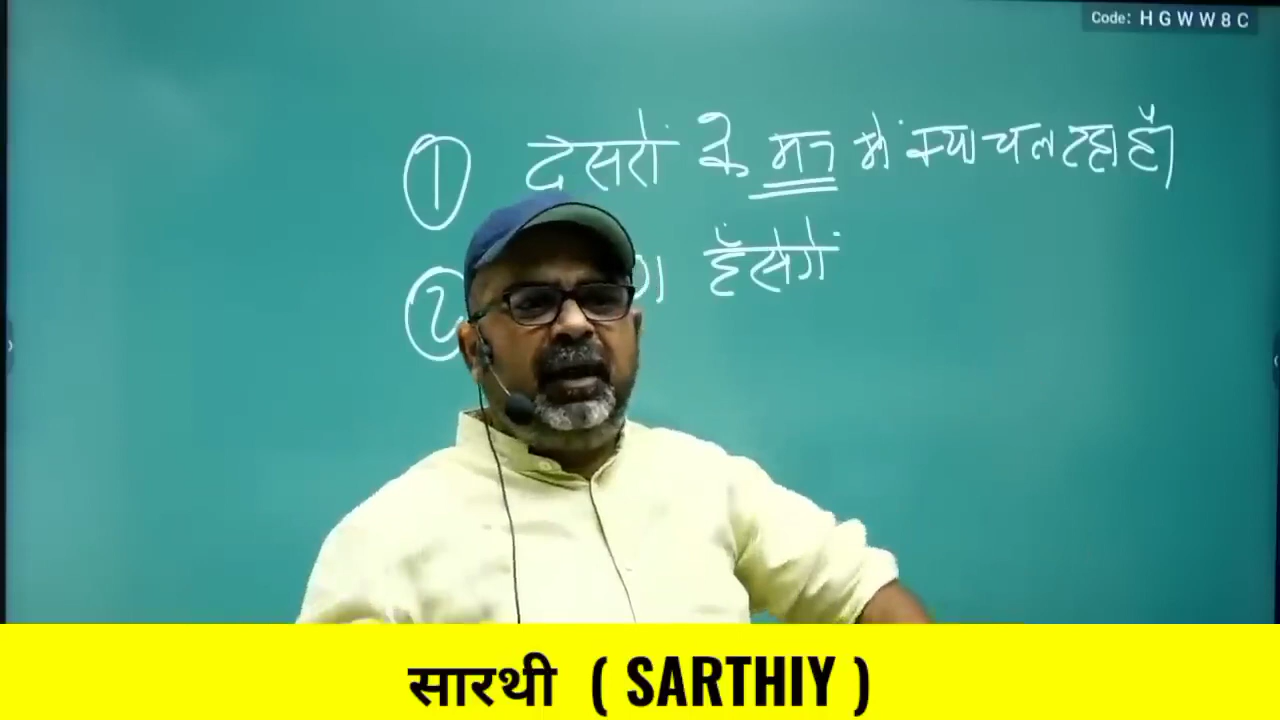 Code: HGWW8C
① दूसरों के मन में क्या चल रहा है।
② हँसेगें
सारथी ( SARTHIY )